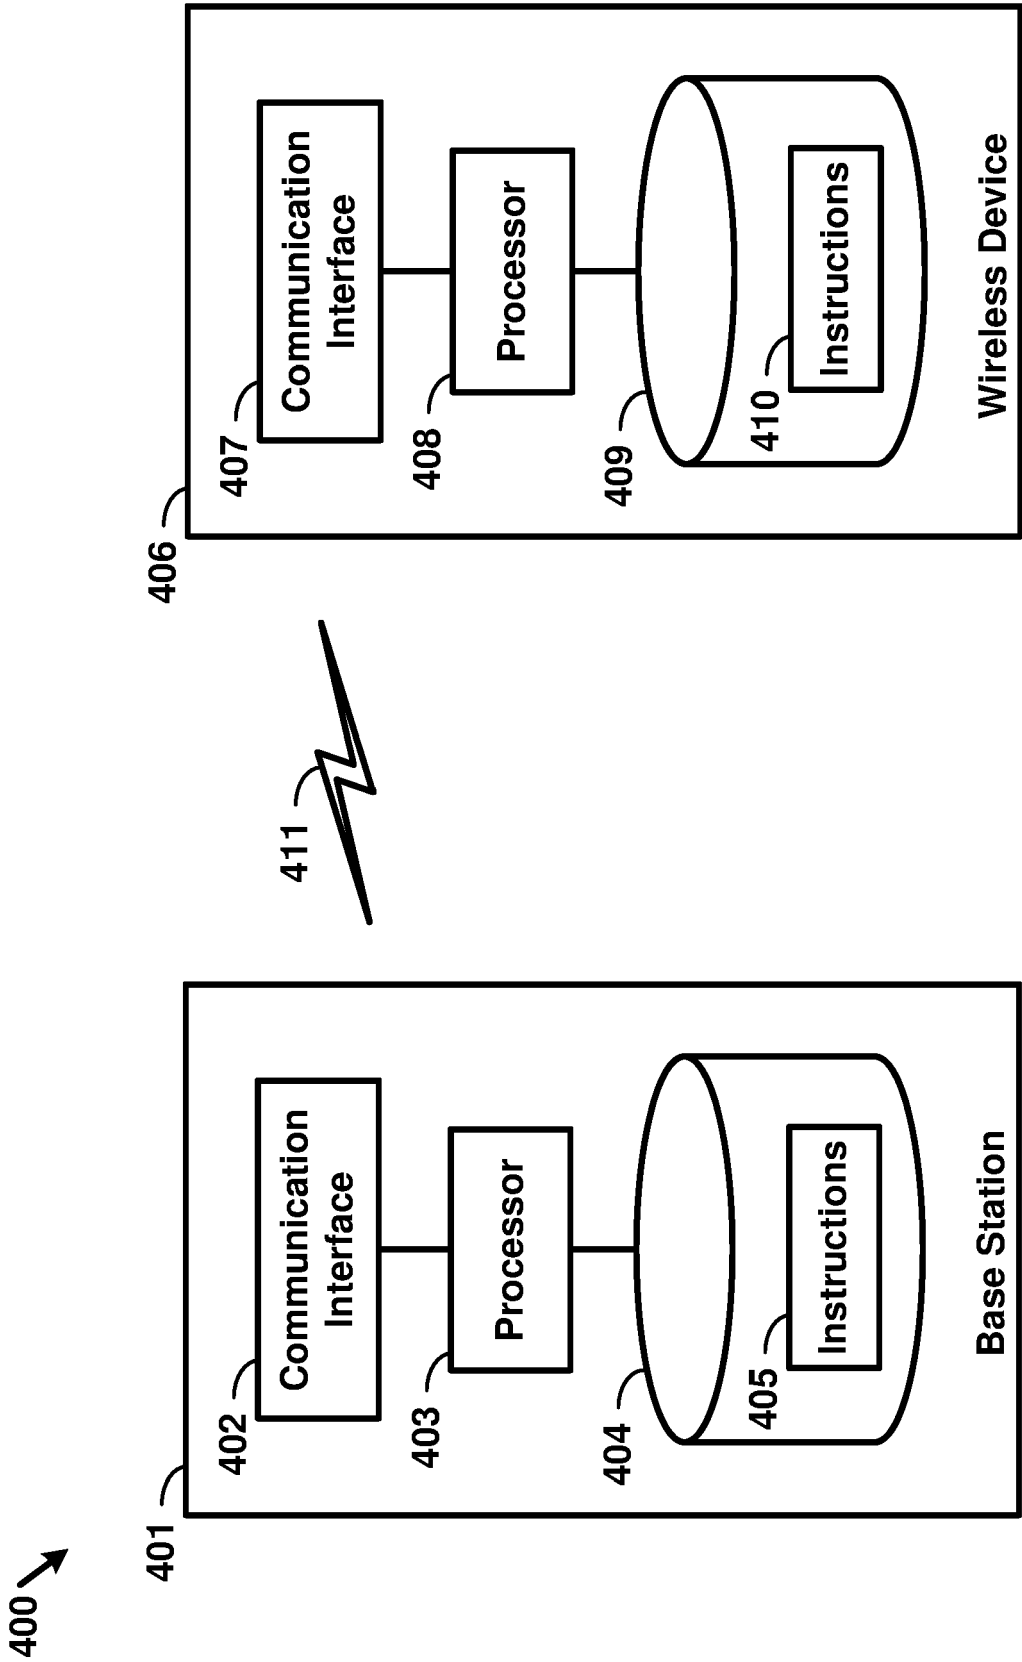 400
401
402
Communication
Interface
403
Processor
404
405
Instructions
Base Station
411
406
407
Communication
Interface
408
Processor
409
410
Instructions
Wireless Device